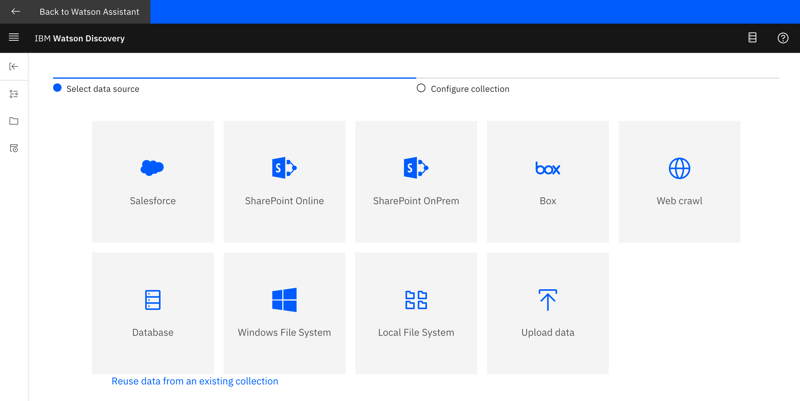 Back to Watson Assistant
IBM Watson Discovery
Select data source
Configure collection
Salesforce
SharePoint Online
SharePoint OnPrem
box
Box
Web crawl
Database
Windows File System
Local File System
Upload data
Reuse data from an existing collection